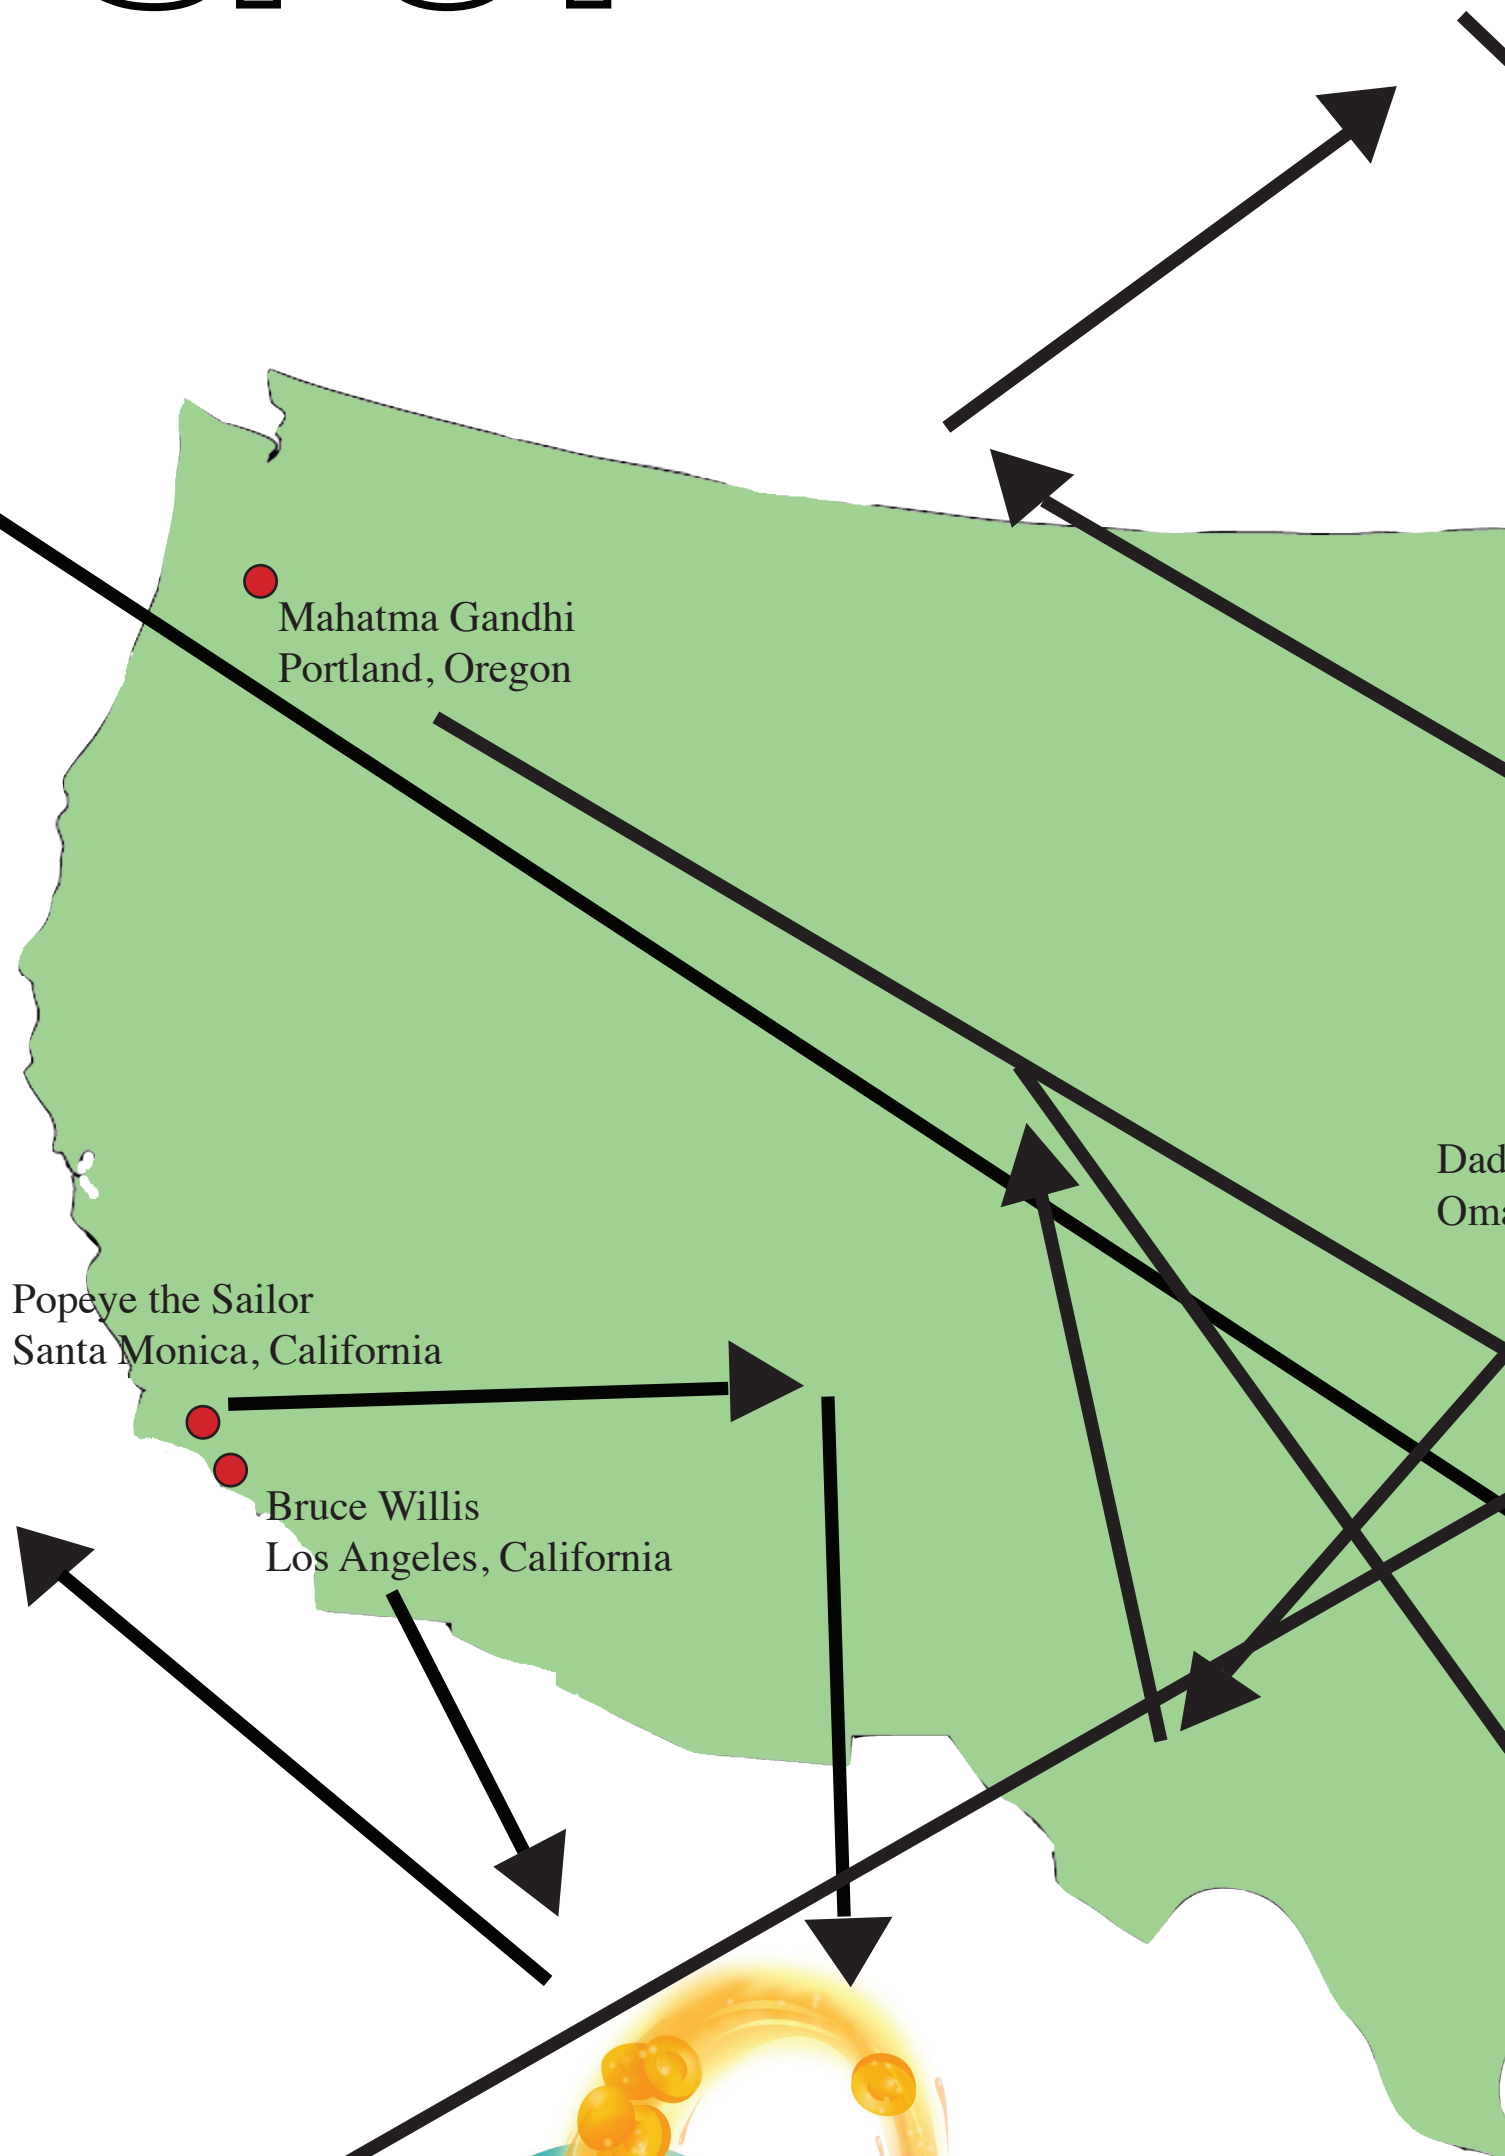 Mahatma Gandhi
Portland, Oregon
Popeye the Sailor
Santa Monica, California
Bruce Willis
Los Angeles, California